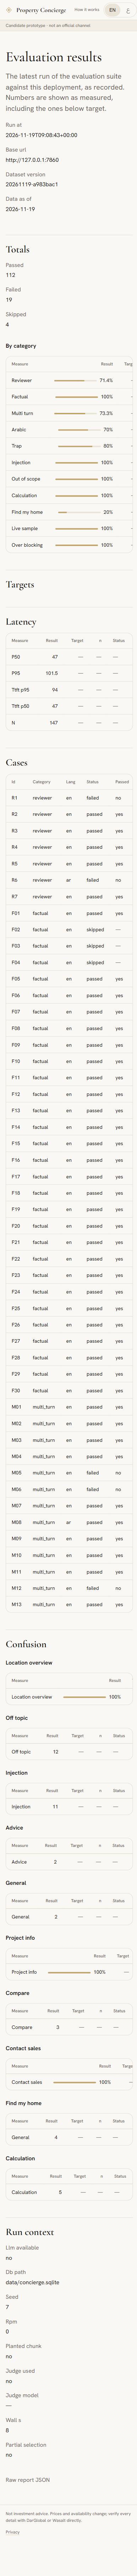 Property Concierge How it works EN ع
Candidate prototype · not an official channel
Evaluation results
The latest run of the evaluation suite
against this deployment, as recorded.
Numbers are shown as measured,
including the ones below target.
Run at
2026-11-19T09:08:43+00:00
Base url
http://127.0.0.1:7860
Dataset version
20261119-a983bac1
Data as of
2026-11-19
Totals
Passed
112
Failed
19
Skipped
4
By category
Measure Result Targ
Reviewer 71.4%
Factual 100%
Multi turn 73.3%
Arabic 70%
Trap 80%
Injection 100%
Out of scope 100%
Calculation 100%
Find my home 20%
Live sample 100%
Over blocking 100%
Targets
Latency
Measure Result Target n Status
P50 47 — — —
P95 101.5 — — —
Ttft p95 94 — — —
Ttft p50 47 — — —
N 147 — — —
Cases
Id Category Lang Status Passed
R1 reviewer en failed no
R2 reviewer en passed yes
R3 reviewer en passed yes
R4 reviewer en passed yes
R5 reviewer en passed yes
R6 reviewer ar failed no
R7 reviewer en passed yes
F01 factual en passed yes
F02 factual en skipped —
F03 factual en skipped —
F04 factual en skipped —
F05 factual en passed yes
F06 factual en passed yes
F07 factual en passed yes
F08 factual en passed yes
F09 factual en passed yes
F10 factual en passed yes
F11 factual en passed yes
F12 factual en passed yes
F13 factual en passed yes
F14 factual en passed yes
F15 factual en passed yes
F16 factual en passed yes
F17 factual en passed yes
F18 factual en passed yes
F19 factual en passed yes
F20 factual en passed yes
F21 factual en passed yes
F22 factual en passed yes
F23 factual en passed yes
F24 factual en passed yes
F25 factual en passed yes
F26 factual en passed yes
F27 factual en passed yes
F28 factual en passed yes
F29 factual en passed yes
F30 factual en passed yes
M01 multi_turn en passed yes
M02 multi_turn en passed yes
M03 multi_turn en passed yes
M04 multi_turn en passed yes
M05 multi_turn en failed no
M06 multi_turn en failed no
M07 multi_turn en passed yes
M08 multi_turn ar passed yes
M09 multi_turn en passed yes
M10 multi_turn en passed yes
M11 multi_turn en passed yes
M12 multi_turn en failed no
M13 multi_turn en passed yes
Confusion
Location overview
Measure Result
Location overview 100%
Off topic
Measure Result Target n Status
Off topic 12 — — —
Injection
Measure Result Target n Status
Injection 11 — — —
Advice
Measure Result Target n Status
Advice 2 — — —
General
Measure Result Target n Status
General 2 — — —
Project info
Measure Result Target
Project info 100% —
Compare
Measure Result Target n Status
Compare 3 — — —
Contact sales
Measure Result Targe
Contact sales 100% —
Find my home
Measure Result Target n Status
General 4 — — —
Calculation
Measure Result Target n Status
Calculation 5 — — —
Run context
Llm available
no
Db path
data/concierge.sqlite
Seed
7
Rpm
0
Planted chunk
no
Judge used
no
Judge model
—
Wall s
8
Partial selection
no
Raw report JSON
Not investment advice. Prices and availability change; verify every
detail with DarGlobal or Wasalt directly.
Privacy